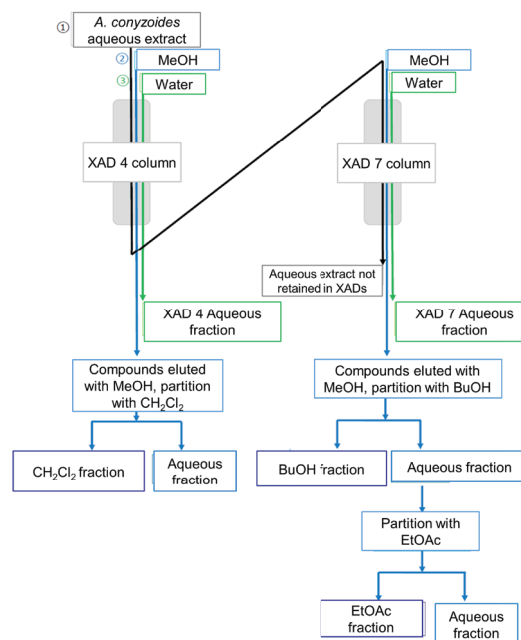 ① A. conyzoides
aqueous extract
② MeOH
③ Water
XAD 4 column
MeOH
Water
XAD 7 column
Aqueous extract not
retained in XADs
XAD 4 Aqueous
fraction
XAD 7 Aqueous
fraction
Compounds eluted
with MeOH, partition
with CH₂Cl₂
Compounds eluted with
MeOH, partition with BuOH
CH₂Cl₂ fraction
Aqueous
fraction
BuOH fraction
Aqueous fraction
Partition with
EtOAc
EtOAc
fraction
Aqueous
fraction